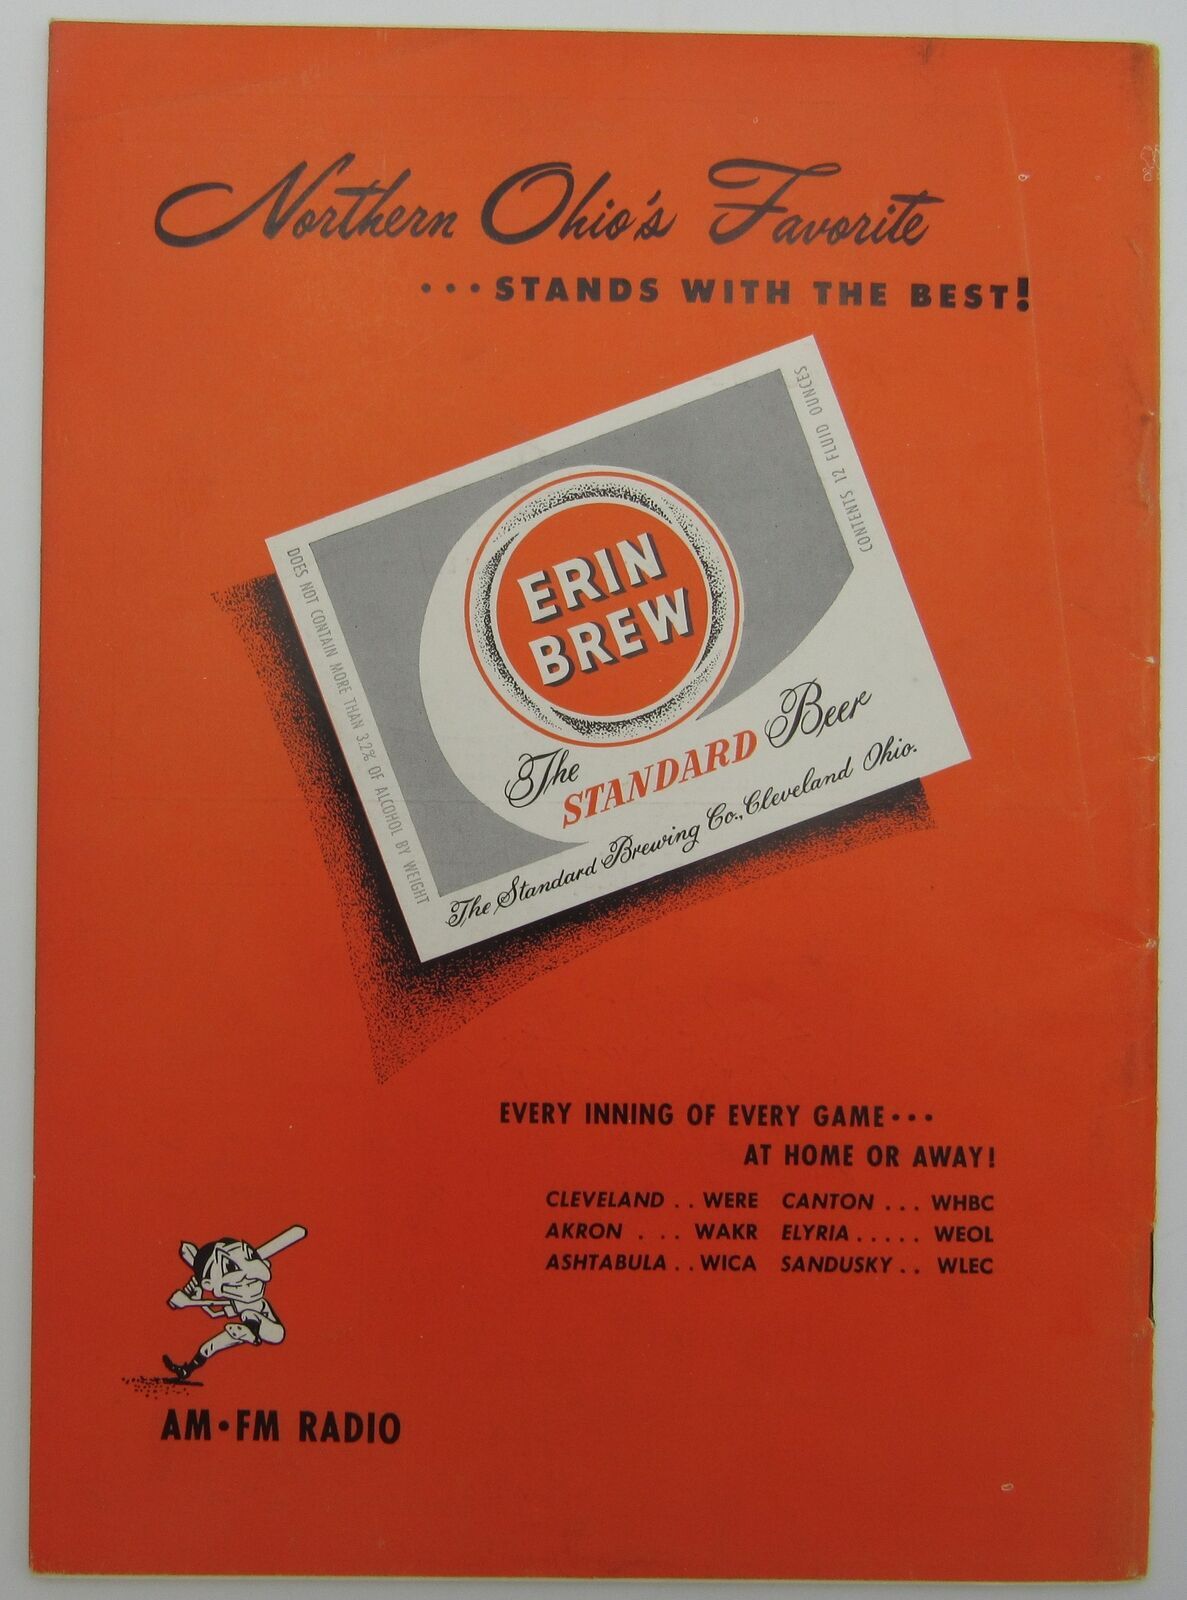 Northern Ohio's Favorite
...STANDS WITH THE BEST!
CONTENTS 12 FLUID OUNCES
DOES NOT CONTAIN MORE THAN 3.2% OF ALCOHOL BY WEIGHT
ERIN
BREW
The STANDARD Beer
The Standard Brewing Co., Cleveland Ohio.
EVERY INNING OF EVERY GAME...
AT HOME OR AWAY!
CLEVELAND .. WERE CANTON ... WHBC
AKRON . .. WAKR ELYRIA ..... WEOL
ASHTABULA .. WICA SANDUSKY .. WLEC
AM•FM RADIO